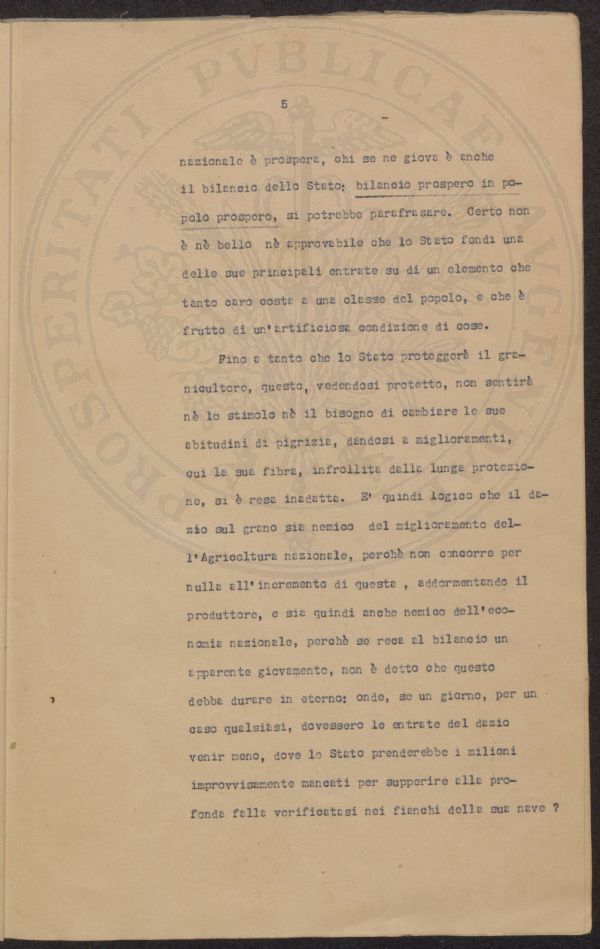 PROSPERITATI PVBLICAE AVGENDAE
5
nazionale è prospera, chi se ne giova è anche
il bilancio dello Stato: bilancio prospero in po-
polo prospero, si potrebbe parafrasare. Certo non
è nè bello nè approvabile che lo Stato fondi una
delle sue principali entrate su di un elemento che
tanto caro costa a una classe del popolo, e che è
frutto di un'artificiosa condizione di cose.
Fino a tanto che lo Stato proteggerà il gra-
nicultore, questo, vedendosi protetto, non sentirà
nè lo stimolo nè il bisogno di cambiare le sue
abitudini di pigrizia, dandosi a miglioramenti,
cui la sua fibra, infrollita dalla lunga protezio-
ne, si è resa inadatta. E' quindi logico che il da-
zio sul grano sia nemico del miglioramento del-
l'Agricoltura nazionale, perchè non concorre per
nulla all'incremento di questa , addormentando il
produttore, e sia quindi anche nemico dell'eco-
nomia nazionale, perchè se reca al bilancio un
apparente giovamento, non è detto che questo
debba durare in eterno: onde, se un giorno, per un
caso qualsiasi, dovessero le entrate del dazio
venir meno, dove lo Stato prenderebbe i milioni
improvvisamente mancati per supperire alla pro-
fonda falla verificatasi nei fianchi della sua nave ?